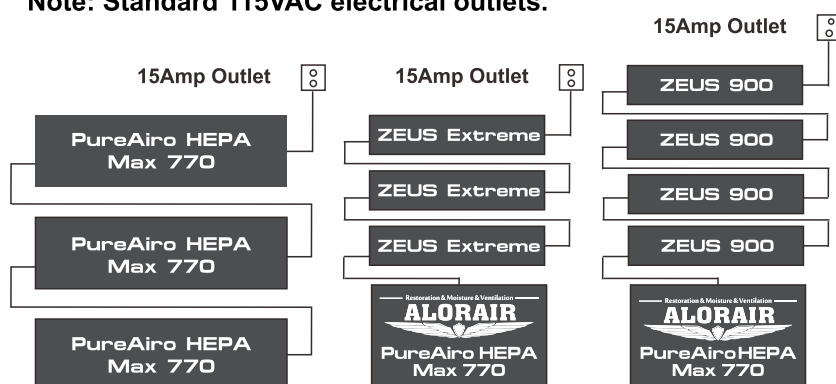 Note: Standard 115VAC electrical outlets.
15Amp Outlet
PureAiro HEPA
Max 770
PureAiro HEPA
Max 770
PureAiro HEPA
Max 770
15Amp Outlet
ZEUS Extreme
ZEUS Extreme
ZEUS Extreme
Restoration & Moisture & Ventilation
ALORAIR
PureAiro HEPA
Max 770
15Amp Outlet
ZEUS 900
ZEUS 900
ZEUS 900
ZEUS 900
Restoration & Moisture & Ventilation
ALORAIR
PureAiro HEPA
Max 770